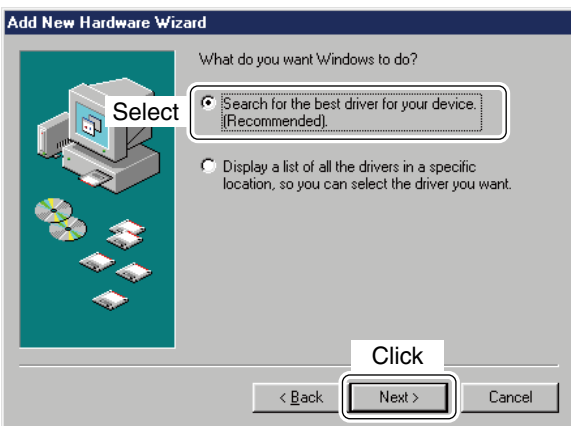 Add New Hardware Wizard
What do you want Windows to do?
Select
Search for the best driver for your device.
(Recommended).
Display a list of all the drivers in a specific
location, so you can select the driver you want.
Click
< Back
Next >
Cancel